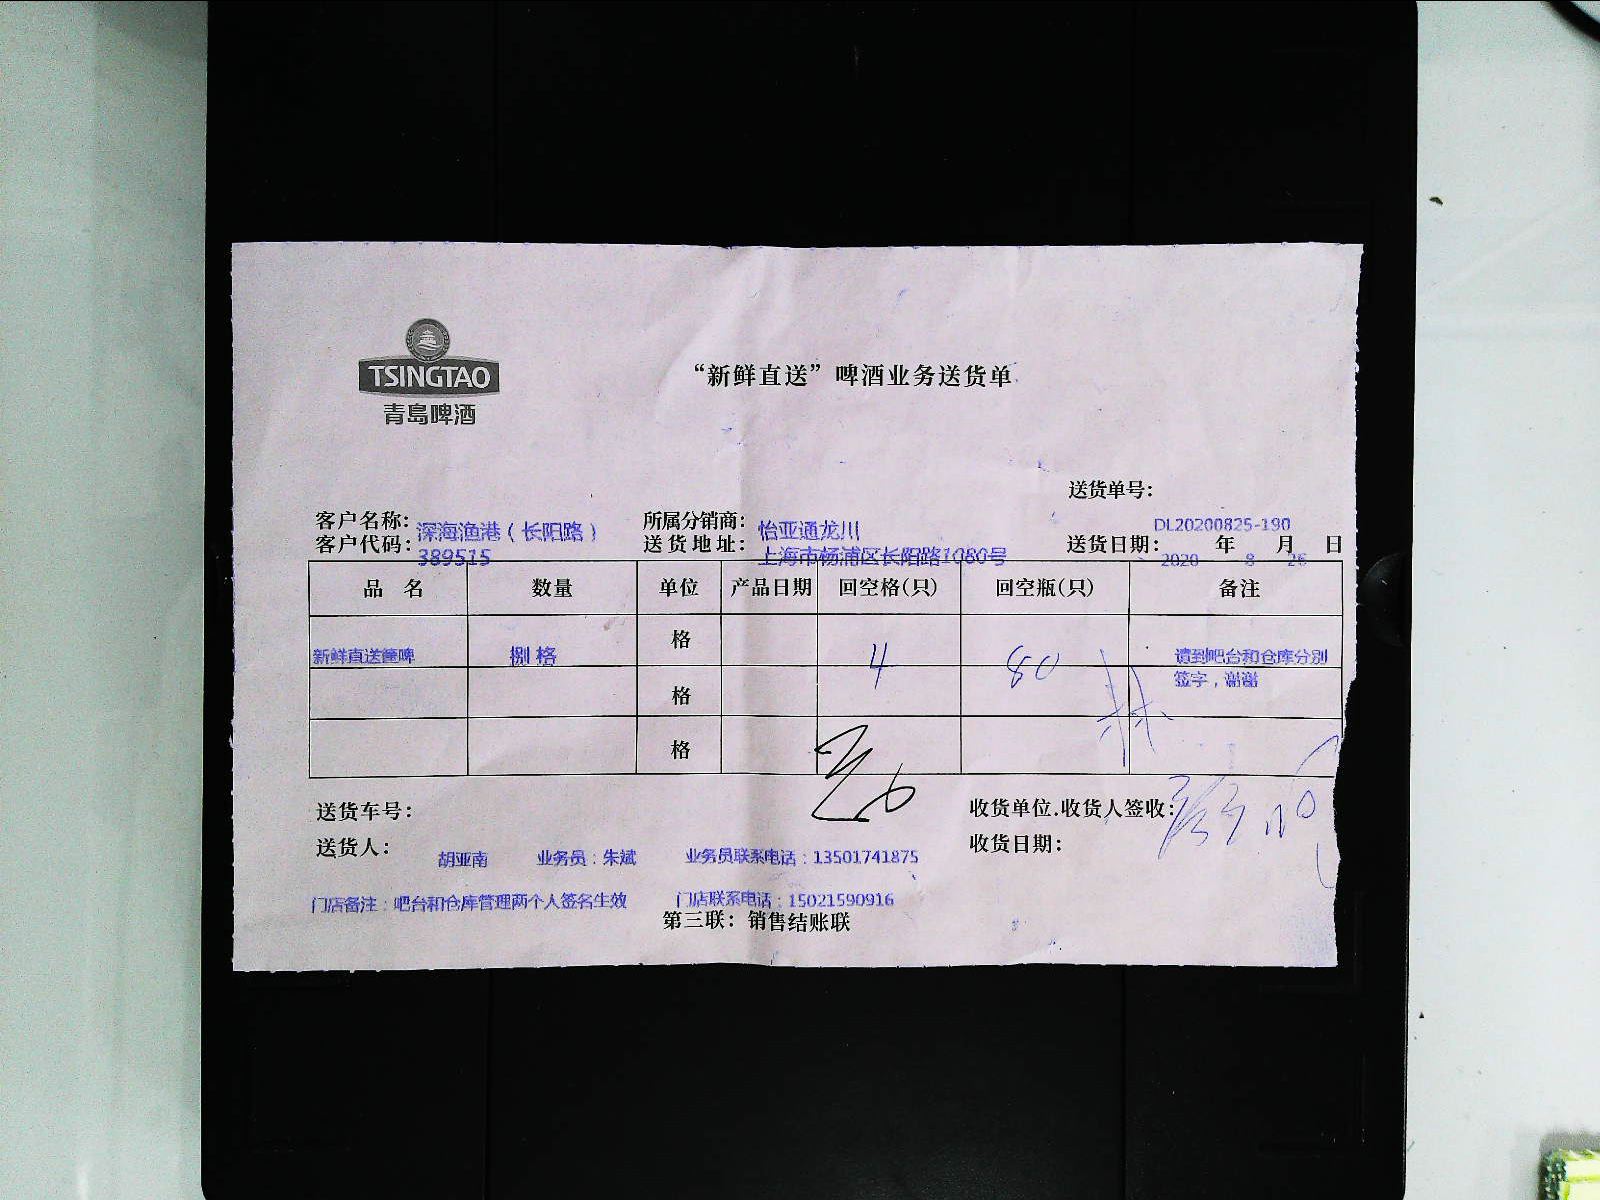 TSINGTAO
青島啤酒
“新鲜直送”啤酒业务送货单
送货单号：
DL20200825-190
客户名称：深海渔港（长阳路） 所属分销商：怡亚通龙川
客户代码：389515 送货地址：上海市杨浦区长阳路1080号 送货日期：2020年 8月 26日
品 名 数量 单位 产品日期 回空格(只) 回空瓶(只) 备注
新鲜直送箱啤 捌格 格 4 80 请到吧台和仓库分别
签字，谢谢
格
格
送货车号： 收货单位.收货人签收：
送货人：胡亚南 业务员：朱斌 业务员联系电话：13501741875 收货日期：
门店备注：吧台和仓库管理两个人签名生效 门店联系电话：15021590916
第三联：销售结账联